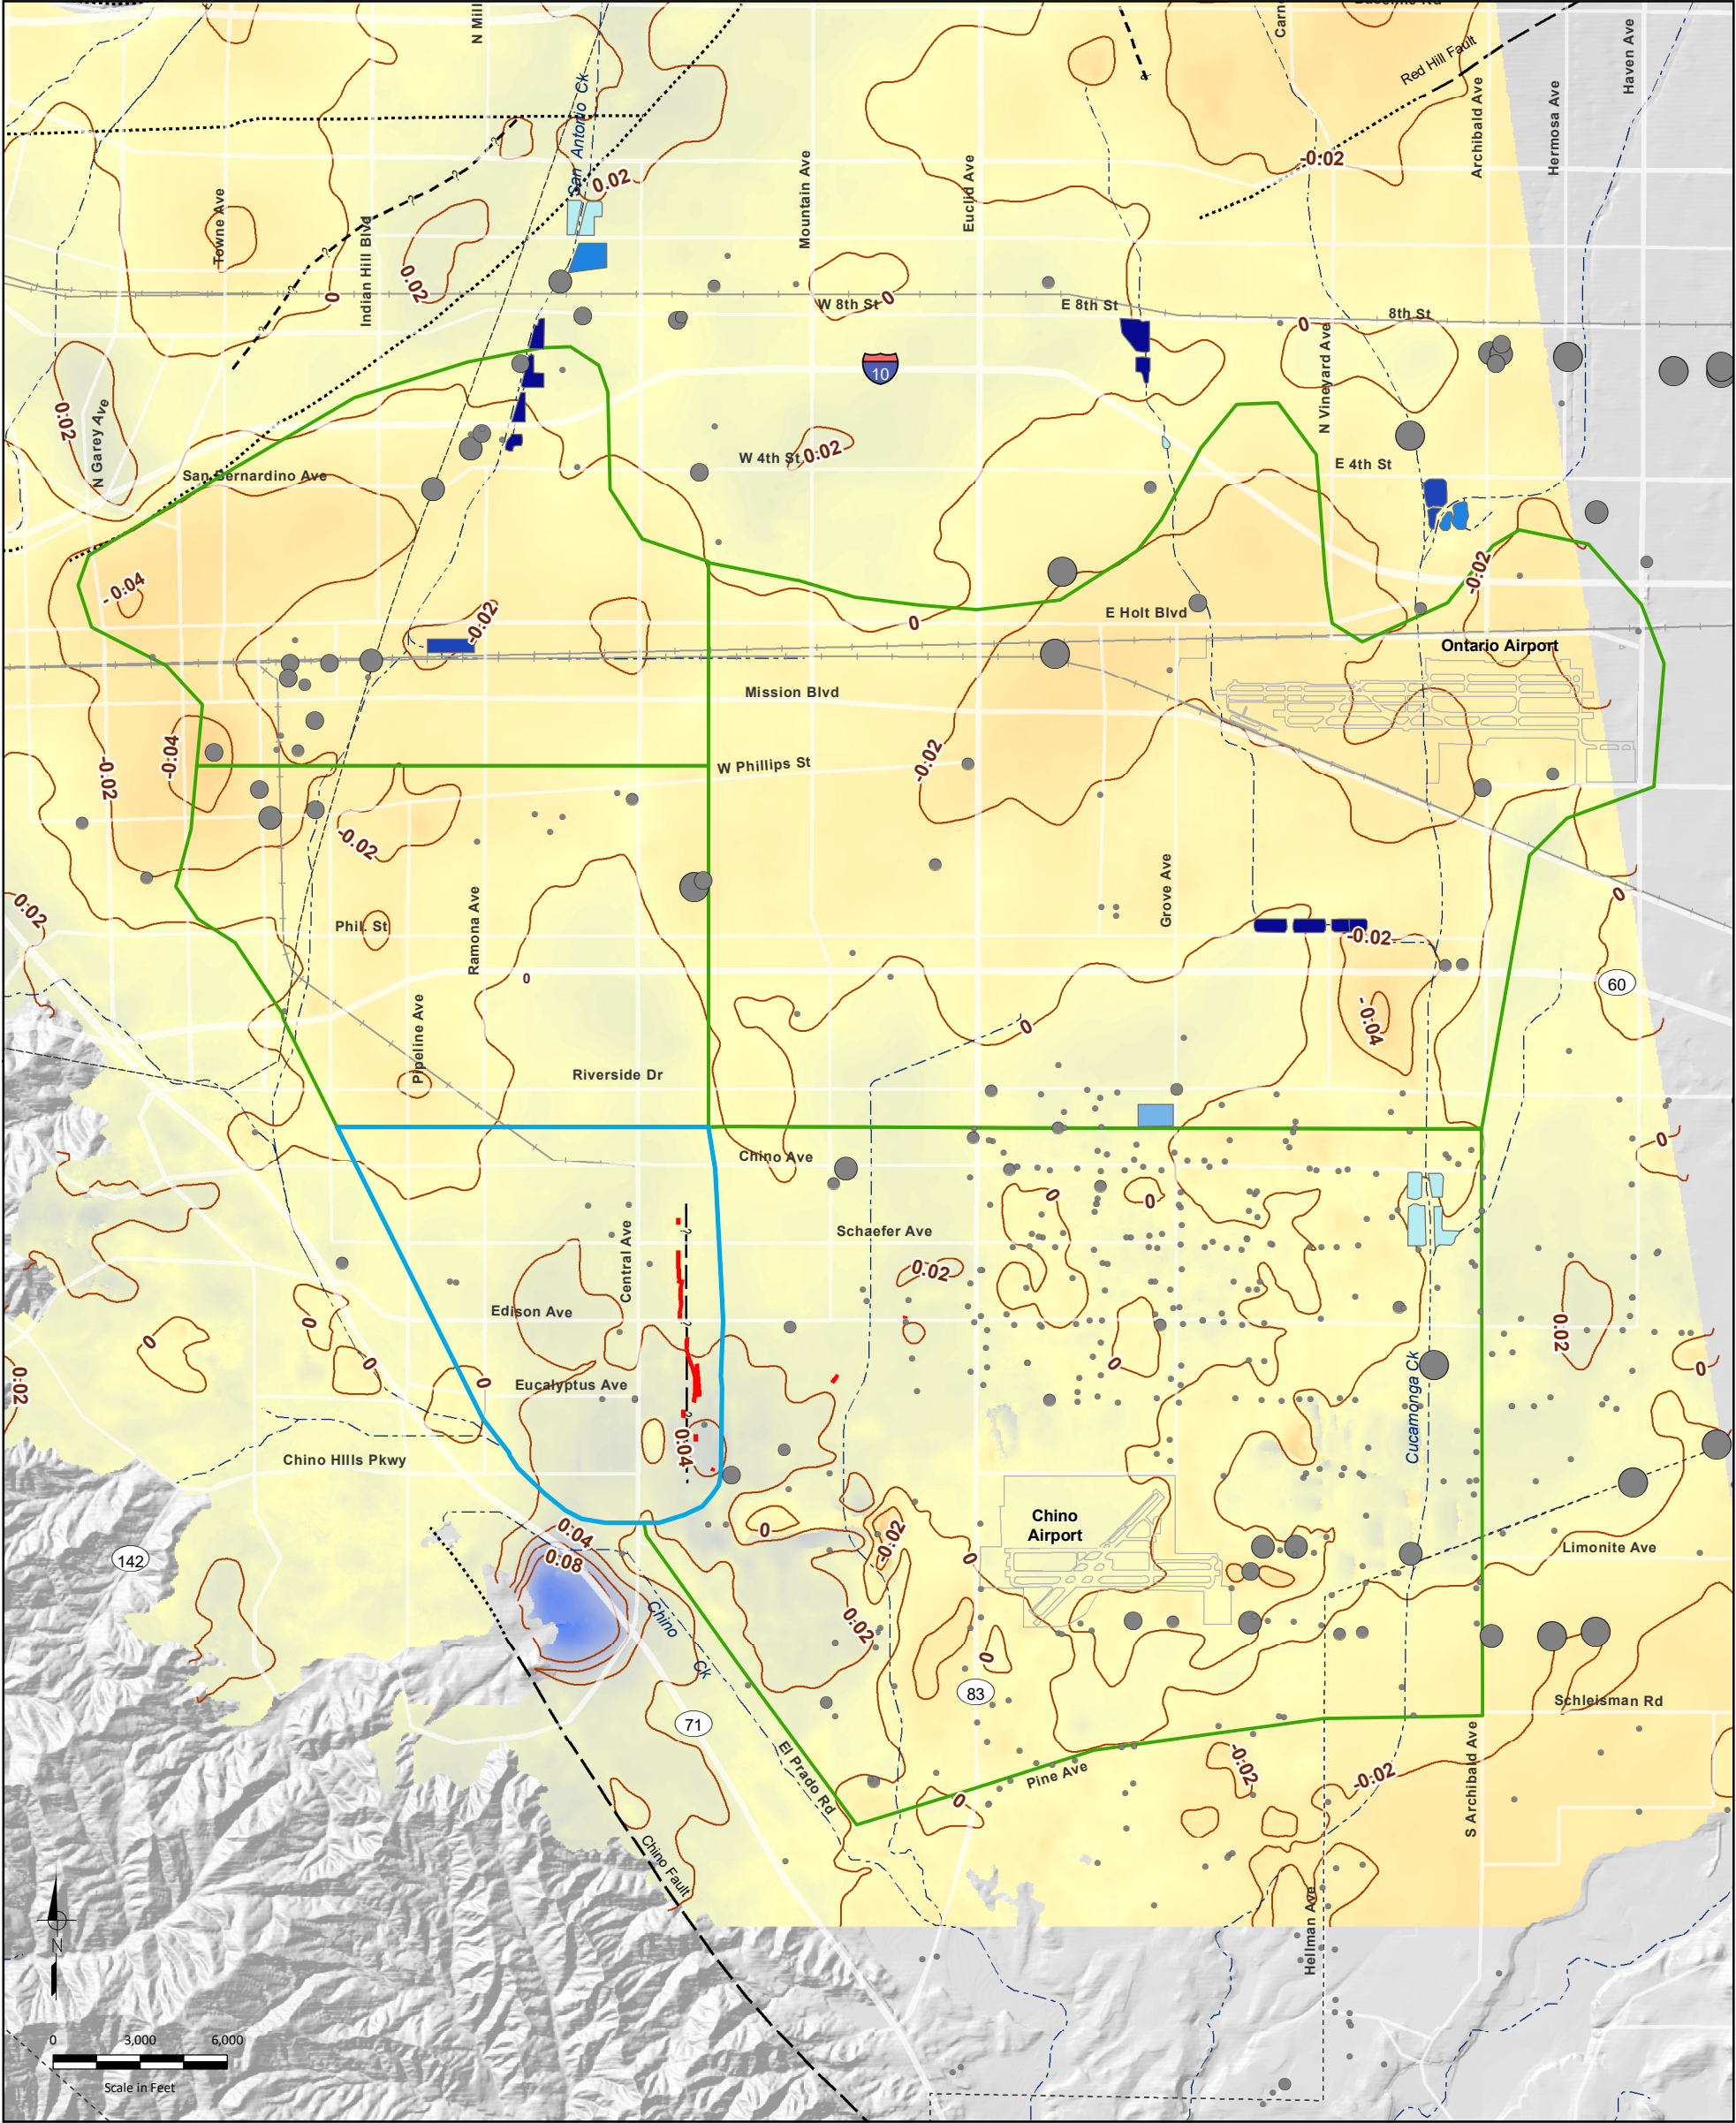 N Mill
Carn
Baseline Rd
Red Hill Fault
Haven Ave
Hermosa Ave
Archibald Ave
San Antonio Ck
0.02
-0.02
Mountain Ave
Euclid Ave
Towne Ave
Indian Hill Blvd
0
0.02
W 8th St
0
E 8th St
0
8th St
10
N Vineyard Ave
0.02
N Garey Ave
San Bernardino Ave
W 4th St
0.02
E 4th St
-0.04
-0.02
-0.02
0
E Holt Blvd
Ontario Airport
Mission Blvd
-0.04
-0.02
W Phillips St
-0.02
-0.02
0.02
Phil. St
Ramona Ave
Grove Ave
-0.02
0
0
60
-0.04
0
Pipeline Ave
Riverside Dr
Chino Ave
0
0
0
Central Ave
Schaefer Ave
0.02
Edison Ave
0
0
0
0
0.02
0
0.02
0
Eucalyptus Ave
Cucamonga Ck
0.04
Chino HIlls Pkwy
0.04
0.08
0
-0.02
0
Chino
Airport
Limonite Ave
142
Chino
Ck
0.02
0
83
71
Schleisman Rd
El Prado Rd
Pine Ave
0
-0.02
-0.02
S Archibald Ave
Chino Fault
Hellman Ave
N
0 3,000 6,000
Scale in Feet